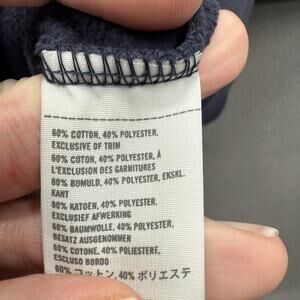 60% COTTON, 40% POLYESTER,
EXCLUSIVE OF TRIM
60% COTON, 40% POLYESTER, À
L'EXCLUSION DES GARNITURES
60% BOMULD, 40% POLYESTER, EKSKL.
KANT
60% KATOEN, 40% POLYESTER,
EXCLUSIEF AFWERKING
60% BAUMWOLLE, 40% POLYESTER,
BESATZ AUSGENOMMEN
60% COTONE, 40% POLIESTERE,
ESCLUSO BORDO
60% コットン, 40% ポリエステ